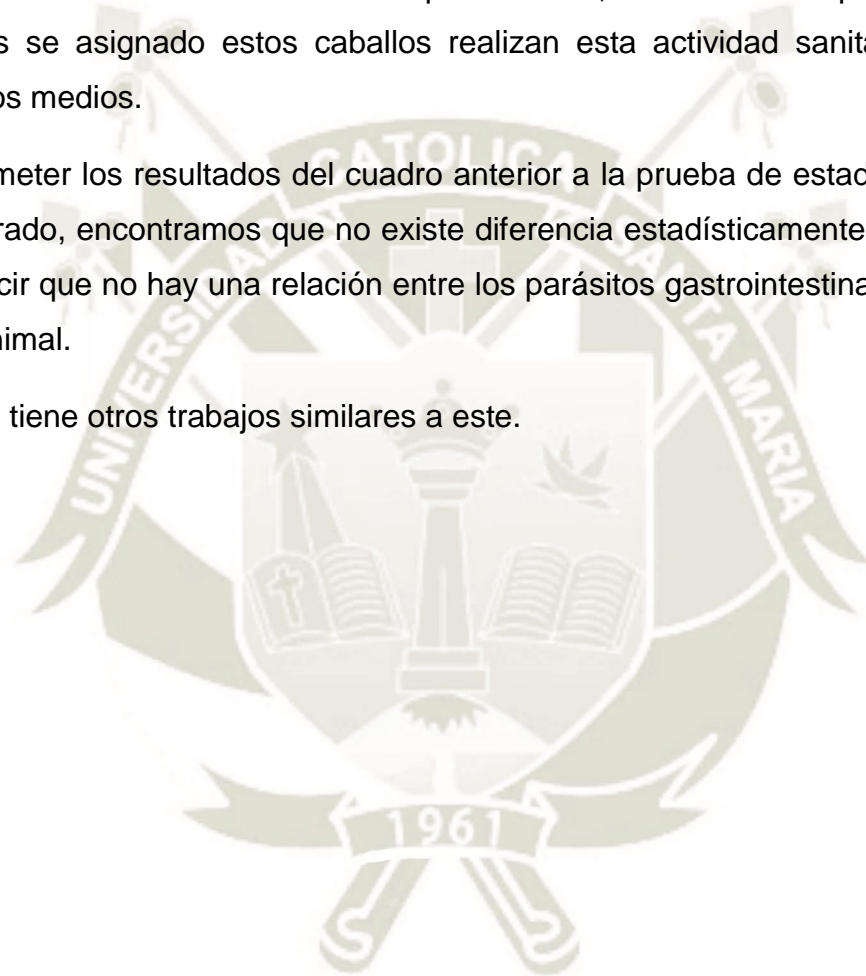 s se asignado estos caballos realizan esta actividad sanita
os medios.
meter los resultados del cuadro anterior a la prueba de estad
rado, encontramos que no existe diferencia estadísticamente
cir que no hay una relación entre los parásitos gastrointestina
nimal.
tiene otros trabajos similares a este.
UNIVERSIDAD CATOLICA SANTA MARIA
1961